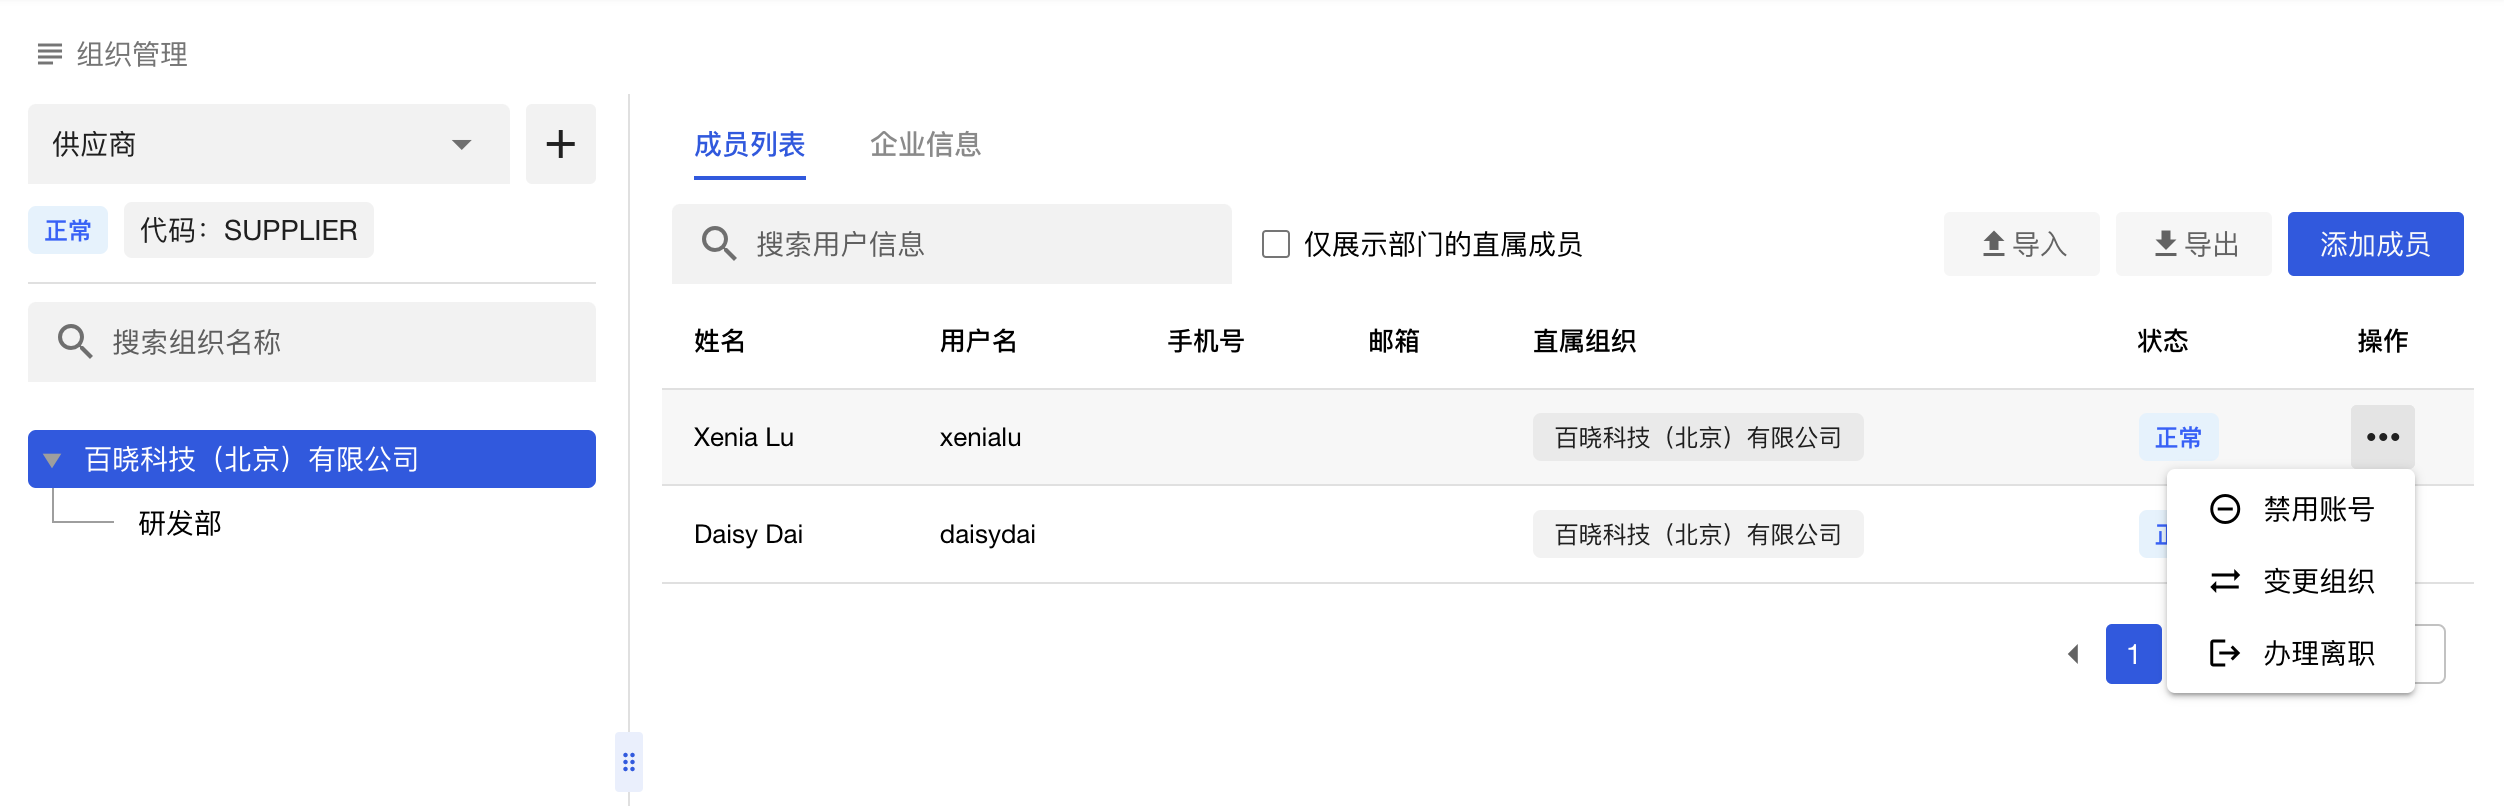 组织管理
供应商
正常
代码：SUPPLIER
搜索组织名称
百晓科技（北京）有限公司
研发部
成员列表
企业信息
搜索用户信息
仅展示部门的直属成员
导入
导出
添加成员
姓名 用户名 手机号 邮箱 直属组织 状态 操作
Xenia Lu xenialu 百晓科技（北京）有限公司 正常
Daisy Dai daisydai 百晓科技（北京）有限公司
禁用账号
变更组织
办理离职
1